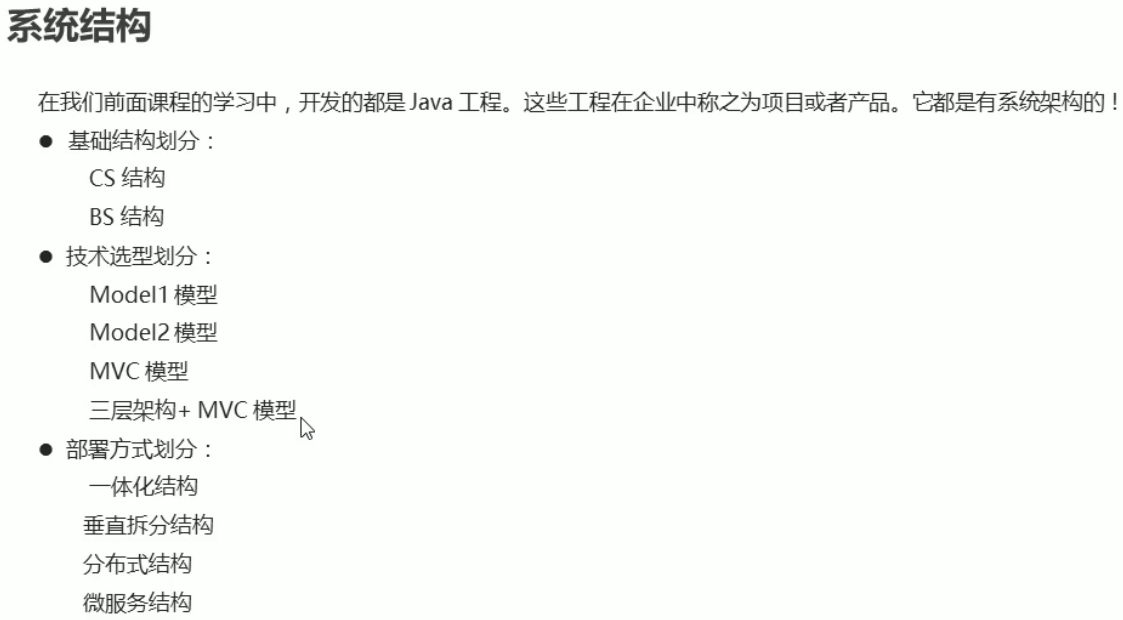 系统结构
在我们前面课程的学习中，开发的都是 Java 工程。这些工程在企业中称之为项目或者产品。它都是有系统架构的！
● 基础结构划分：
CS 结构
BS 结构
● 技术选型划分：
Model1 模型
Model2 模型
MVC 模型
三层架构+ MVC 模型
● 部署方式划分：
一体化结构
垂直拆分结构
分布式结构
微服务结构